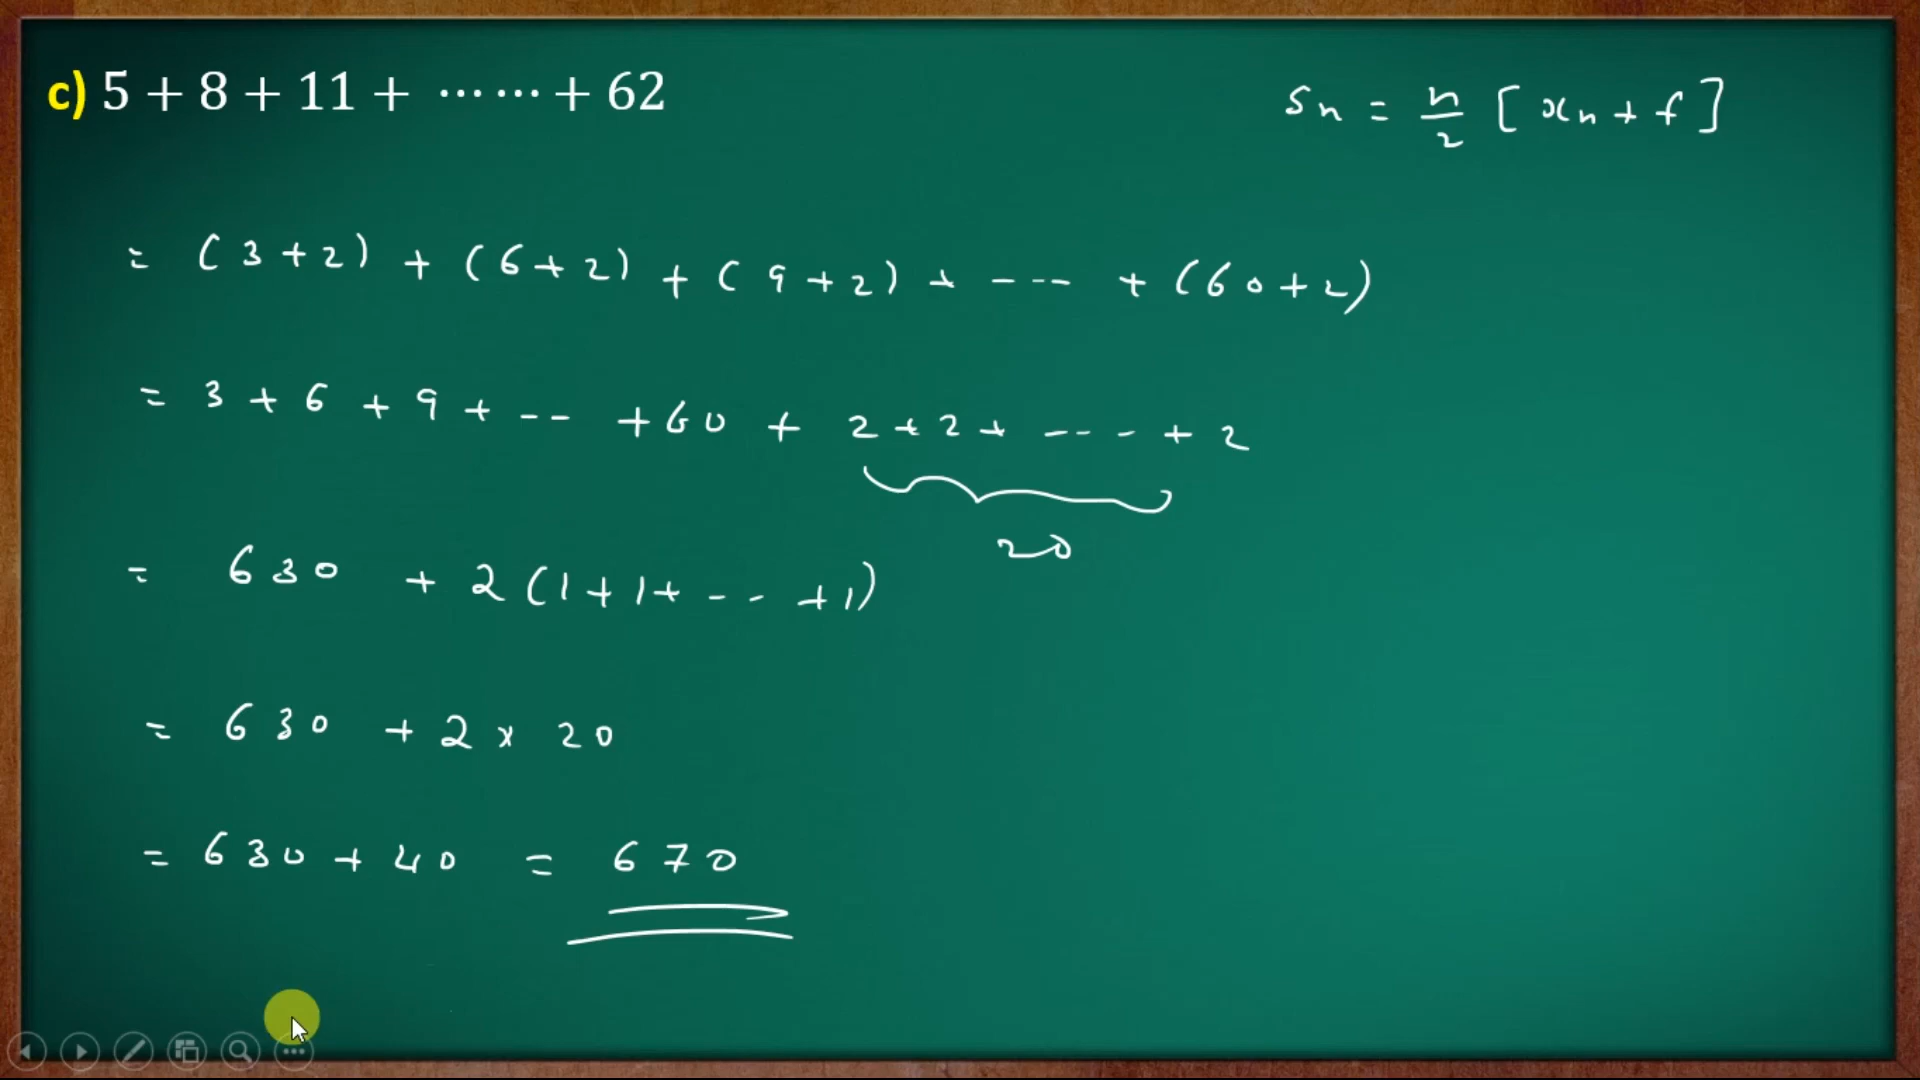 c) 5 + 8 + 11 + ⋯⋯ + 62
Sn = n/2 [xn + f]
= (3+2) + (6+2) + (9+2) + --- + (60+2)
= 3 + 6 + 9 + -- + 60 + 2 + 2 + --- + 2
20
= 630 + 2(1 + 1 + -- + 1)
= 630 + 2 × 20
= 630 + 40 = 670